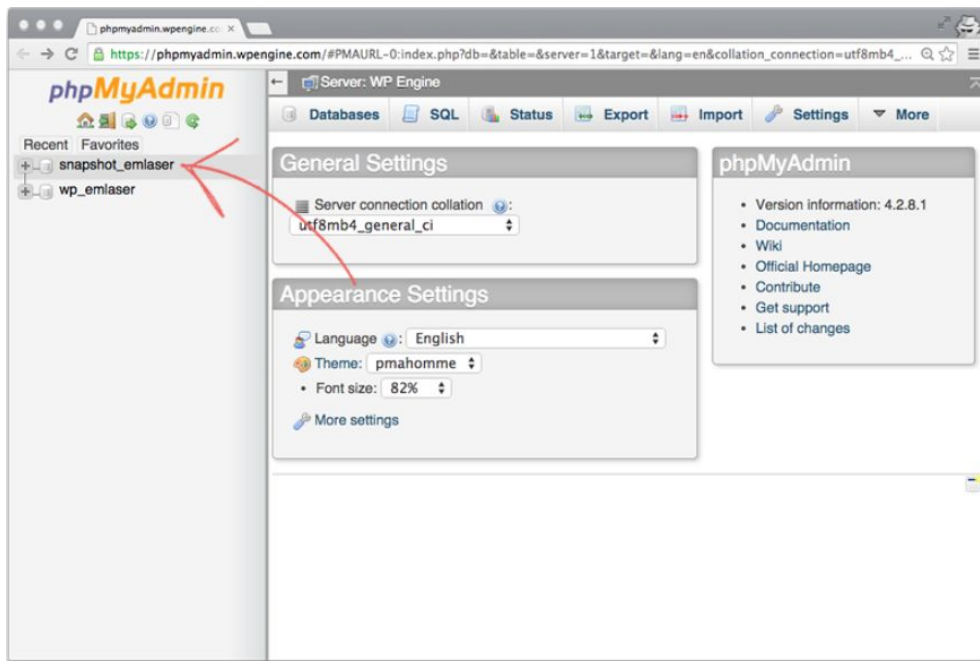 phpmyadmin.wpengine.co
https://phpmyadmin.wpengine.com/#PMAURL-0:index.php?db=&table=&server=1&target=&lang=en&collation_connection=utf8mb4_...
phpMyAdmin
Recent Favorites
snapshot_emlaser
wp_emlaser
Server: WP Engine
Databases SQL Status Export Import Settings More
General Settings
Server connection collation :
utf8mb4_general_ci
Appearance Settings
Language : English
Theme: pmahomme
• Font size: 82%
More settings
phpMyAdmin
• Version information: 4.2.8.1
• Documentation
• Wiki
• Official Homepage
• Contribute
• Get support
• List of changes